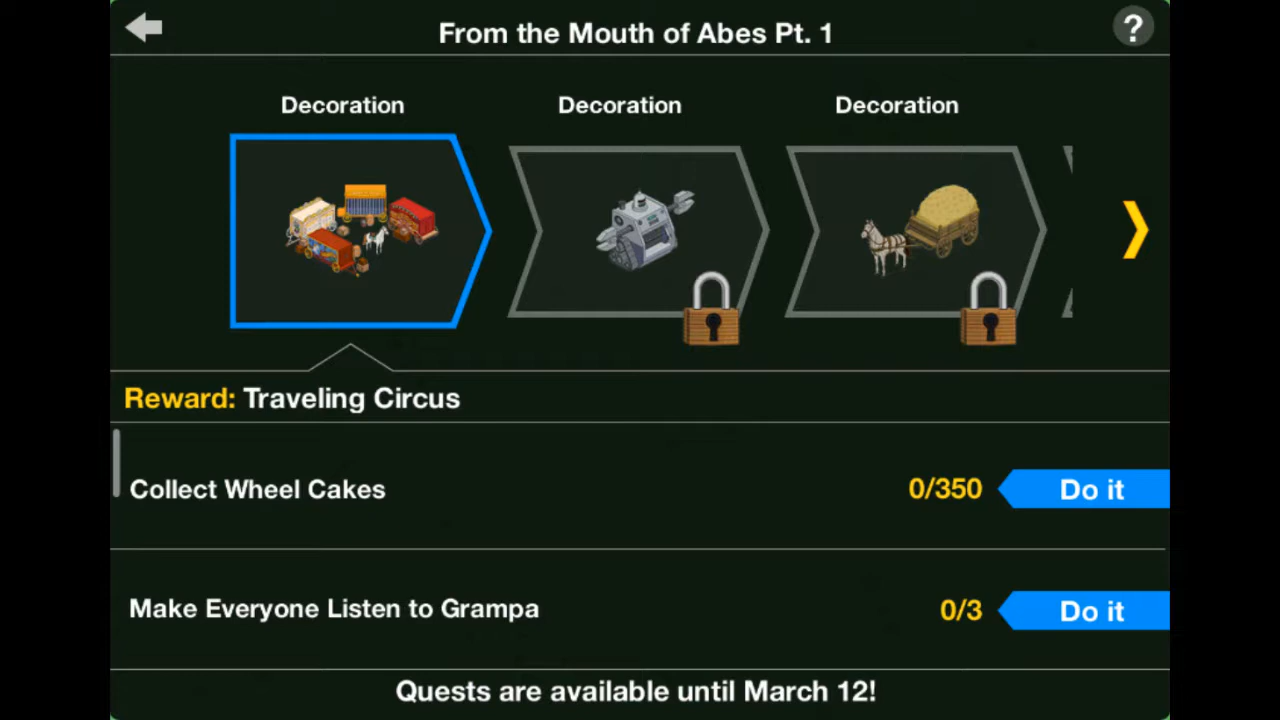 From the Mouth of Abes Pt. 1
?
Decoration
Decoration
Decoration
Reward: Traveling Circus
Collect Wheel Cakes 0/350 Do it
Make Everyone Listen to Grampa 0/3 Do it
Quests are available until March 12!